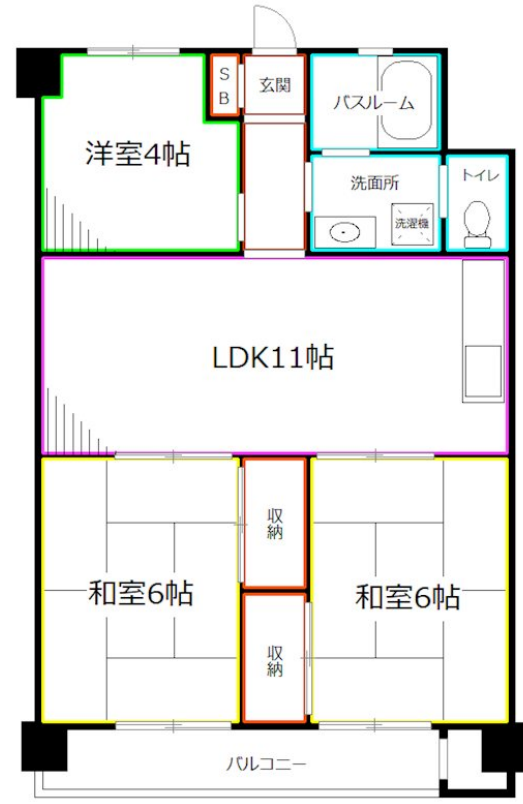 SB
玄関
バスルーム
洋室4帖
洗面所
トイレ
洗濯機
LDK11帖
収納
和室6帖
和室6帖
収納
バルコニー